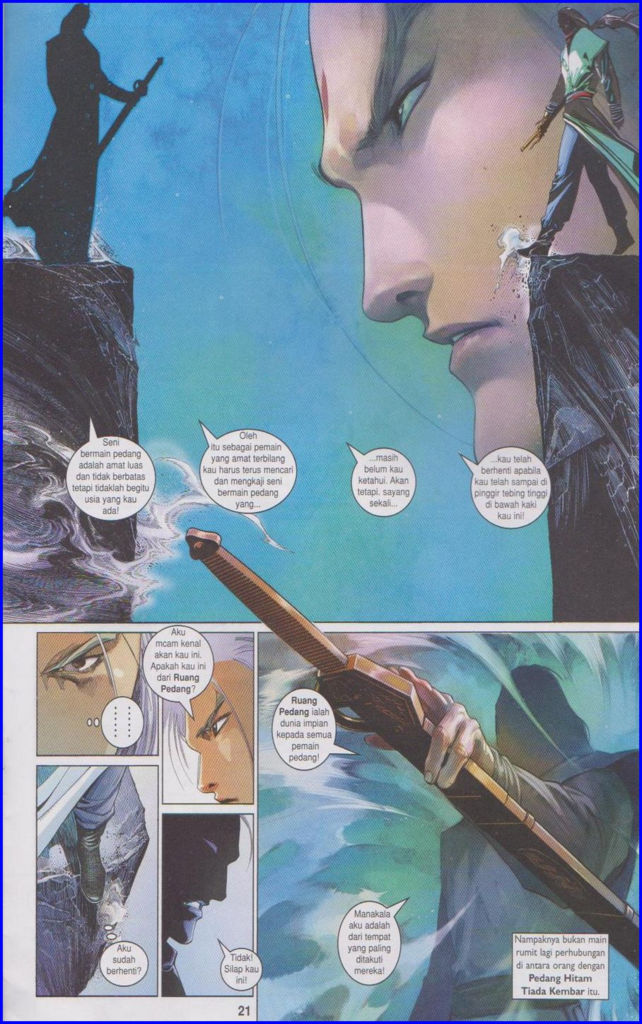 Seni
bermain pedang
adalah amat luas
dan tidak berbatas
tetapi tidaklah begitu
usia yang kau
ada!
Oleh
itu sebagai pemain
yang amat terbilang
kau harus terus mencari
dan mengkaji seni
bermain pedang
yang...
...masih
belum kau
ketahui. Akan
tetapi, sayang
sekali...
...kau telah
berhenti apabila
kau telah sampai di
pinggir tebing tinggi
di bawah kaki
kau ini!
Aku
mcam kenal
akan kau ini.
Apakah kau ini
dari Ruang
Pedang?
Ruang
Pedang ialah
dunia impian
kepada semua
pemain
pedang!
Aku
sudah
berhenti?
Tidak!
Silap kau
ini!
Manakala
aku adalah
dari tempat
yang paling
ditakuti
mereka!
Nampaknya bukan main
rumit lagi perhubungan
di antara orang dengan
Pedang Hitam
Tiada Kembar itu.
21